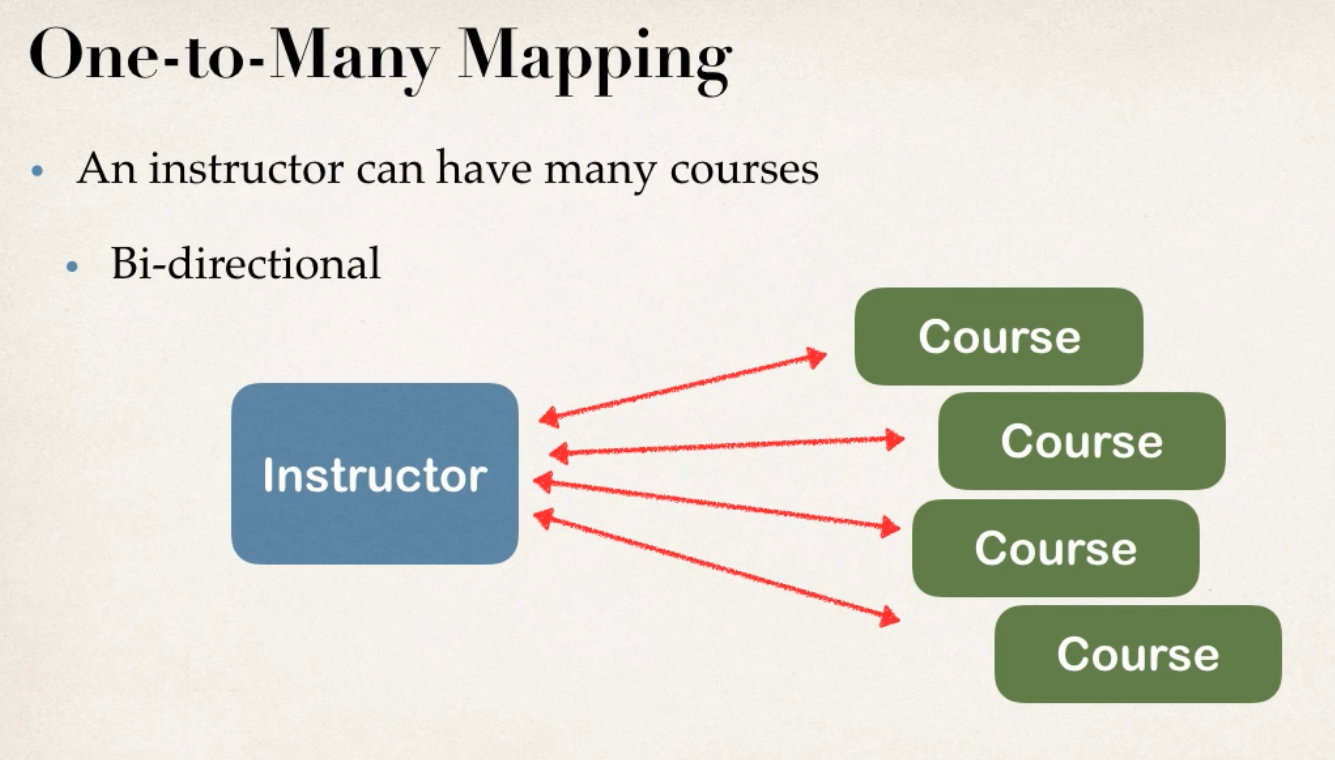 One-to-Many Mapping
• An instructor can have many courses
• Bi-directional
Course
Course
Instructor
Course
Course